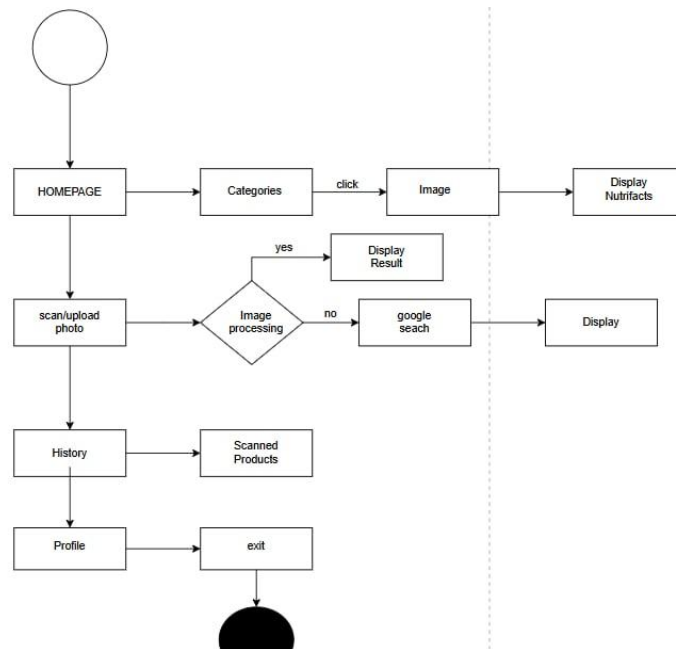 HOMEPAGE
Categories
click
Image
Display
Nutrifacts
yes
Display
Result
scan/upload
photo
Image
processing
no
google
seach
Display
History
Scanned
Products
Profile
exit